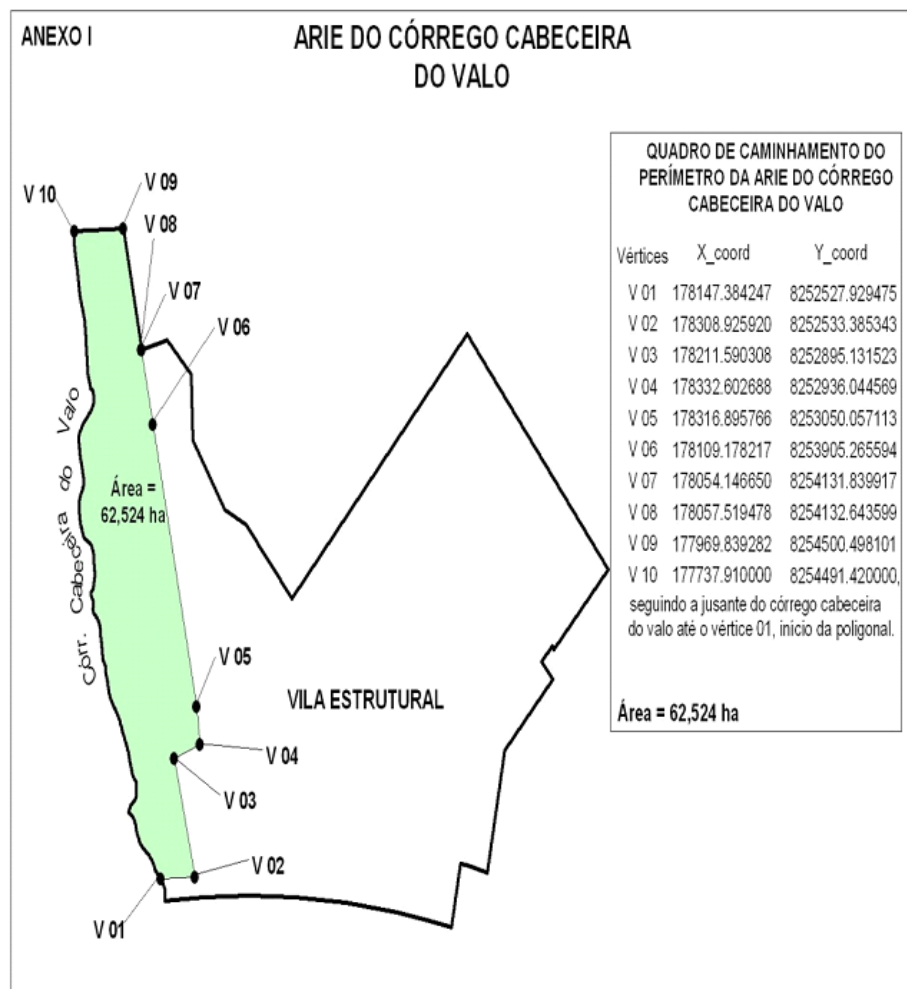 ANEXO I
ARIE DO CÓRREGO CABECEIRA
DO VALO
V 10
V 09
V 08
V 07
V 06
Corr. Cabeceira do Valo
Área =
62,524 ha
V 05
VILA ESTRUTURAL
V 04
V 03
V 02
V 01
QUADRO DE CAMINHAMENTO DO
PERÍMETRO DA ARIE DO CÓRREGO
CABECEIRA DO VALO
Vértices X_coord Y_coord
V 01 178147.384247 8252527.929475
V 02 178308.925920 8252533.385343
V 03 178211.590308 8252895.131523
V 04 178332.602688 8252936.044569
V 05 178316.895766 8253050.057113
V 06 178109.178217 8253905.265594
V 07 178054.146650 8254131.839917
V 08 178057.519478 8254132.643599
V 09 177969.839282 8254500.498101
V 10 177737.910000 8254491.420000,
seguindo a jusante do córrego cabeceira
do valo até o vértice 01, início da poligonal.
Área = 62,524 ha